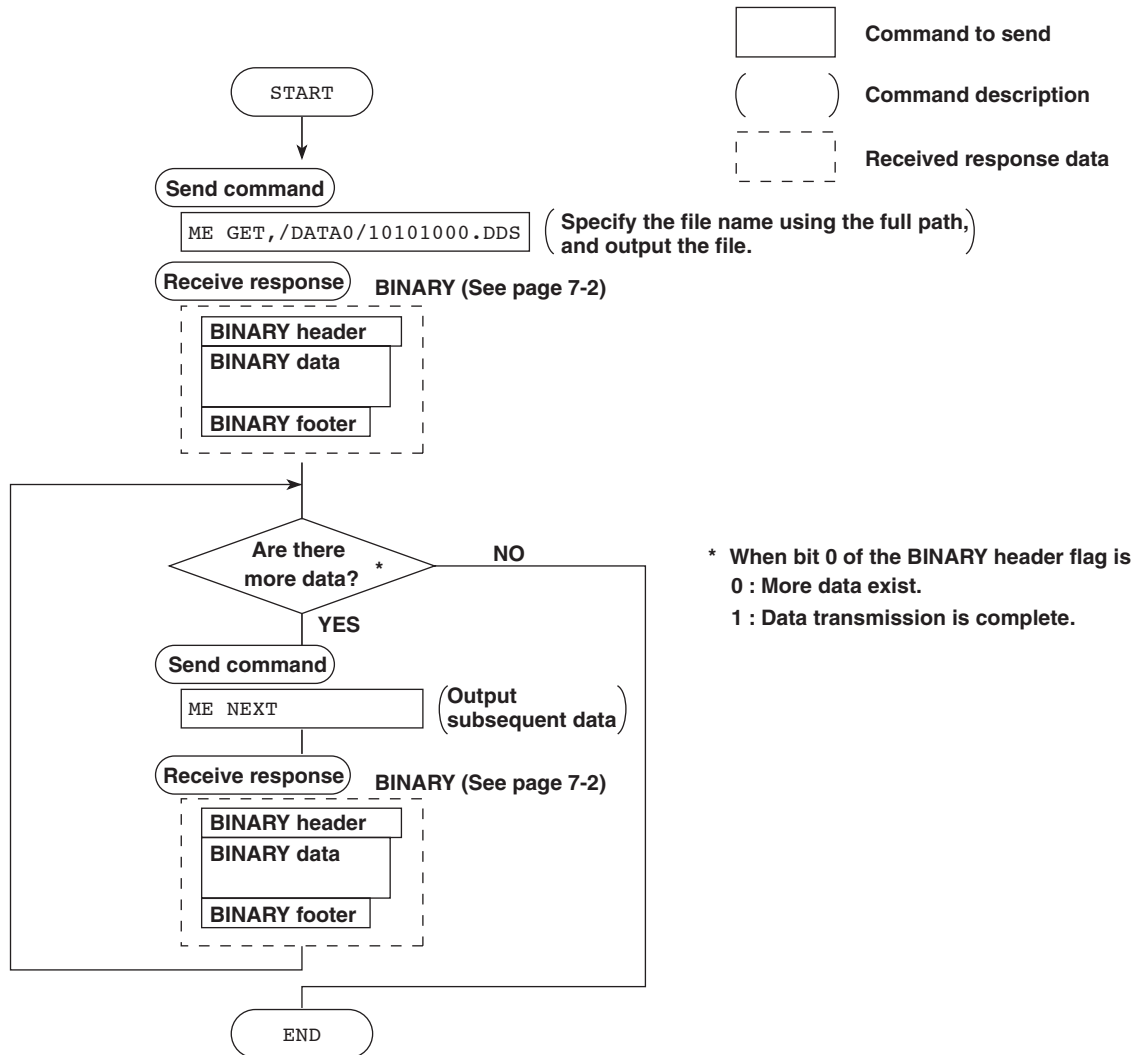 Command to send
START
Command description
Received response data
Send command
ME GET,/DATA0/10101000.DDS
Specify the file name using the full path,
and output the file.
Receive response
BINARY (See page 7-2)
BINARY header
BINARY data
BINARY footer
Are there
more data? *
NO
* When bit 0 of the BINARY header flag is
0 : More data exist.
1 : Data transmission is complete.
YES
Send command
ME NEXT
Output
subsequent data
Receive response
BINARY (See page 7-2)
BINARY header
BINARY data
BINARY footer
END